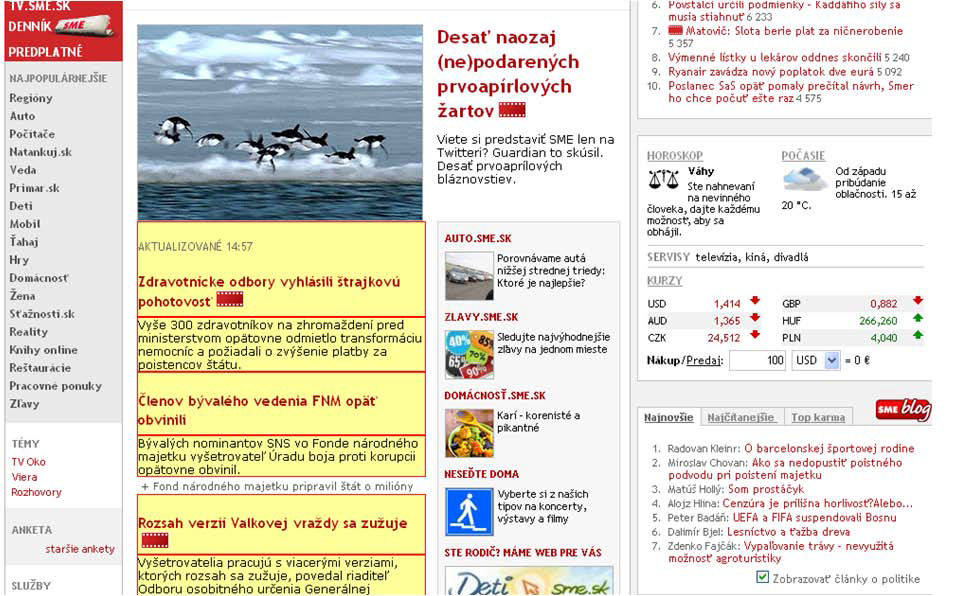 TV.SME.SK
DENNÍK SME
PREDPLATNÉ
NAJPOPULÁRNEJŠIE
Regióny
Auto
Počítače
Natankuj.sk
Veda
Primar.sk
Deti
Mobil
Ťahaj
Hry
Domácnosť
Žena
Sťažnosti.sk
Reality
Knihy online
Reštaurácie
Pracovné ponuky
Zľavy
TÉMY
TV Oko
Viera
Rozhovory
ANKETA
staršie ankety
SLUŽBY
Desať naozaj
(ne)podarených
prvoapírlových
žartov
Viete si predstaviť SME len na
Twitteri? Guardian to skúsil.
Desať prvoaprílových
bláznovstiev.
AKTUALIZOVANÉ 14:57
Zdravotnícke odbory vyhlásili štrajkovú
pohotovosť
Vyše 300 zdravotníkov na zhromaždení pred
ministerstvom opätovne odmietlo transformáciu
nemocníc a požiadali o zvýšenie platby za
poistencov štátu.
Členov bývalého vedenia FNM opäť
obvinili
Bývalých nominantov SNS vo Fonde národného
majetku vyšetrovateľ Úradu boja proti korupcii
opätovne obvinil.
+ Fond národného majetku pripravil štát o milióny
Rozsah verzií Valkovej vraždy sa zužuje
Vyšetrovatelia pracujú s viacerými verziami,
ktorých rozsah sa zužuje, povedal riaditeľ
Odboru osobitného určenia Generálnej
AUTO.SME.SK
Porovnávame autá
nižšej strednej triedy:
Ktoré je najlepšie?
ZLAVY.SME.SK
40% 85% 70% 90%
Sledujte najvýhodnejšie
zľavy na jednom mieste
DOMÁCNOSŤ.SME.SK
Karí - korenisté a
pikantné
NESEĎTE DOMA
Vyberte si z našich
tipov na koncerty,
výstavy a filmy
STE RODIČ? MÁME WEB PRE VÁS
Deti sme.sk
6. Povstalci určili podmienky - Kaddáfiho sily sa
musia stiahnuť 6 233
7. Matovič: Slota berie plat za ničnerobenie
5 357
8. Výmenné lístky u lekárov oddnes skončili 5 240
9. Ryanair zavádza nový poplatok dve eurá 5 092
10. Poslanec SaS opäť pomaly prečítal návrh, Smer
ho chce počuť ešte raz 4 575
HOROSKOP
Váhy
Ste nahnevaní
na nevinného
človeka, dajte každému
možnosť, aby sa
obhájil.
POČASIE
Od západu
pribúdanie
oblačnosti. 15 až
20 °C.
SERVISY televízia, kiná, divadlá
KURZY
USD 1,414 GBP 0,882
AUD 1,365 HUF 266,260
CZK 24,512 PLN 4,040
Nákup/Predaj: 100 USD = 0 €
SME blog
Najnovšie Najčítanejšie Top karma
1. Radovan Kleinr: O barcelonskej športovej rodine
2. Miroslav Chovan: Ako sa nedopustiť poistného
podvodu pri poistení majetku
3. Matúš Hollý: Som prostáčyk
4. Alojz Hlina: Cenzúra je prílišna horlivosť?Alebo...
5. Peter Badáň: UEFA a FIFA suspendovali Bosnu
6. Dalimír Bjel: Lesníctvo a ťažba dreva
7. Zdenko Fajčák: Vypaľovanie trávy - nevyužitá
možnosť agroturistiky
Zobrazovať články o politike